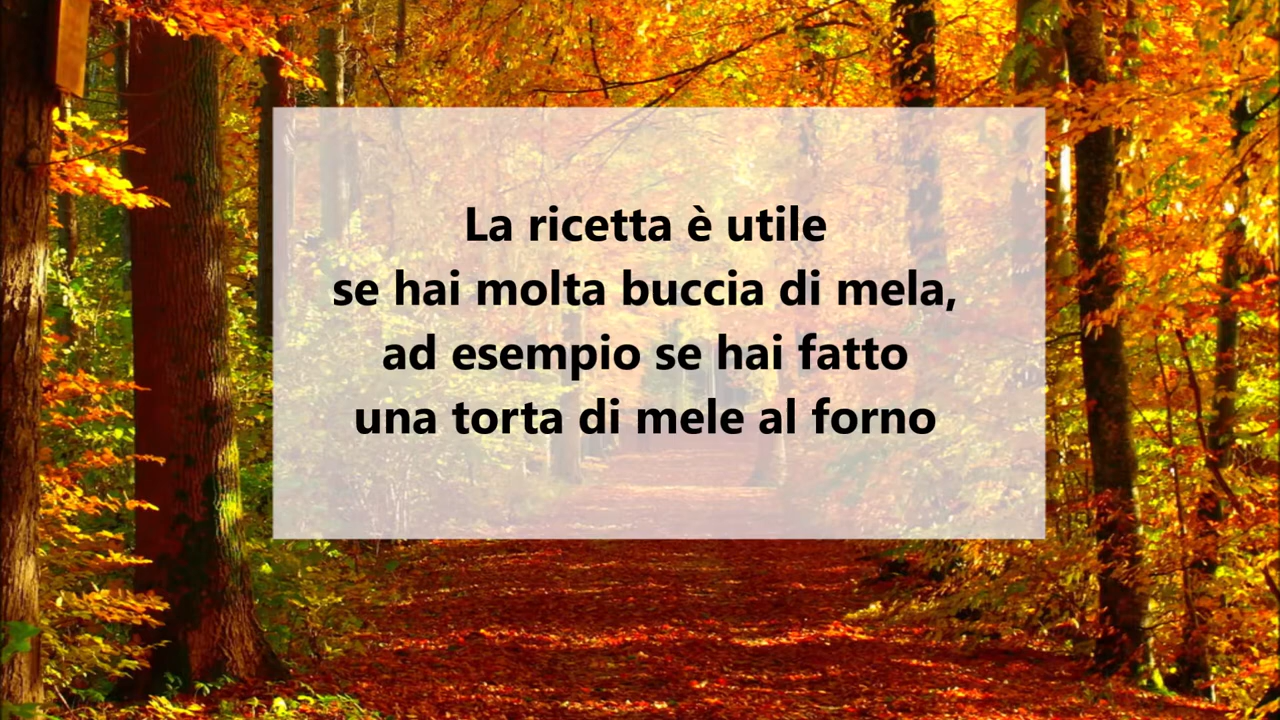 La ricetta è utile
se hai molta buccia di mela,
ad esempio se hai fatto
una torta di mele al forno